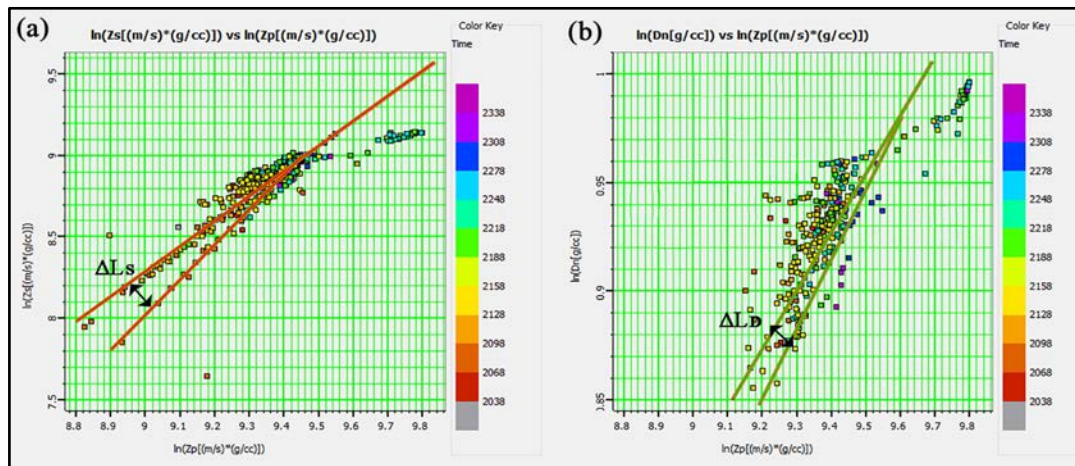 (a)
ln(Zs[(m/s)*(g/cc)]) vs ln(Zp[(m/s)*(g/cc)])
Color Key
Time
9.5
9
8.5
8
7.5
ln(Zs[(m/s)*(g/cc)])
ΔLs
8.8 8.9 9 9.1 9.2 9.3 9.4 9.5 9.6 9.7 9.8
ln(Zp[(m/s)*(g/cc)])
2338
2308
2278
2248
2218
2188
2158
2128
2098
2068
2038
(b)
ln(Dn[g/cc]) vs ln(Zp[(m/s)*(g/cc)])
Color Key
Time
1
0.95
0.9
0.85
ln(Dn[g/cc])
ΔLD
8.8 8.9 9 9.1 9.2 9.3 9.4 9.5 9.6 9.7 9.8
ln(Zp[(m/s)*(g/cc)])
2338
2308
2278
2248
2218
2188
2158
2128
2098
2068
2038